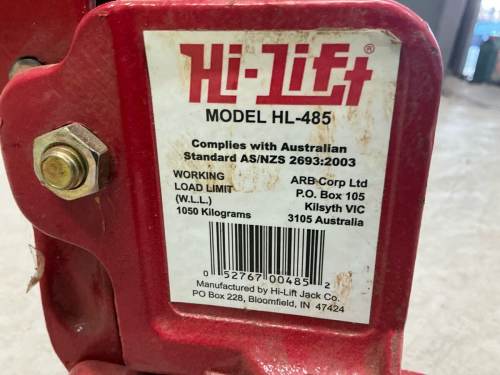 Hi-Lift®
MODEL HL-485
Complies with Australian
Standard AS/NZS 2693:2003
WORKING
LOAD LIMIT
(W.L.L.)
1050 Kilograms
ARB Corp Ltd
P.O. Box 105
Kilsyth VIC
3105 Australia
0 52767 00485 2
Manufactured by Hi-Lift Jack Co.
PO Box 228, Bloomfield, IN 47424